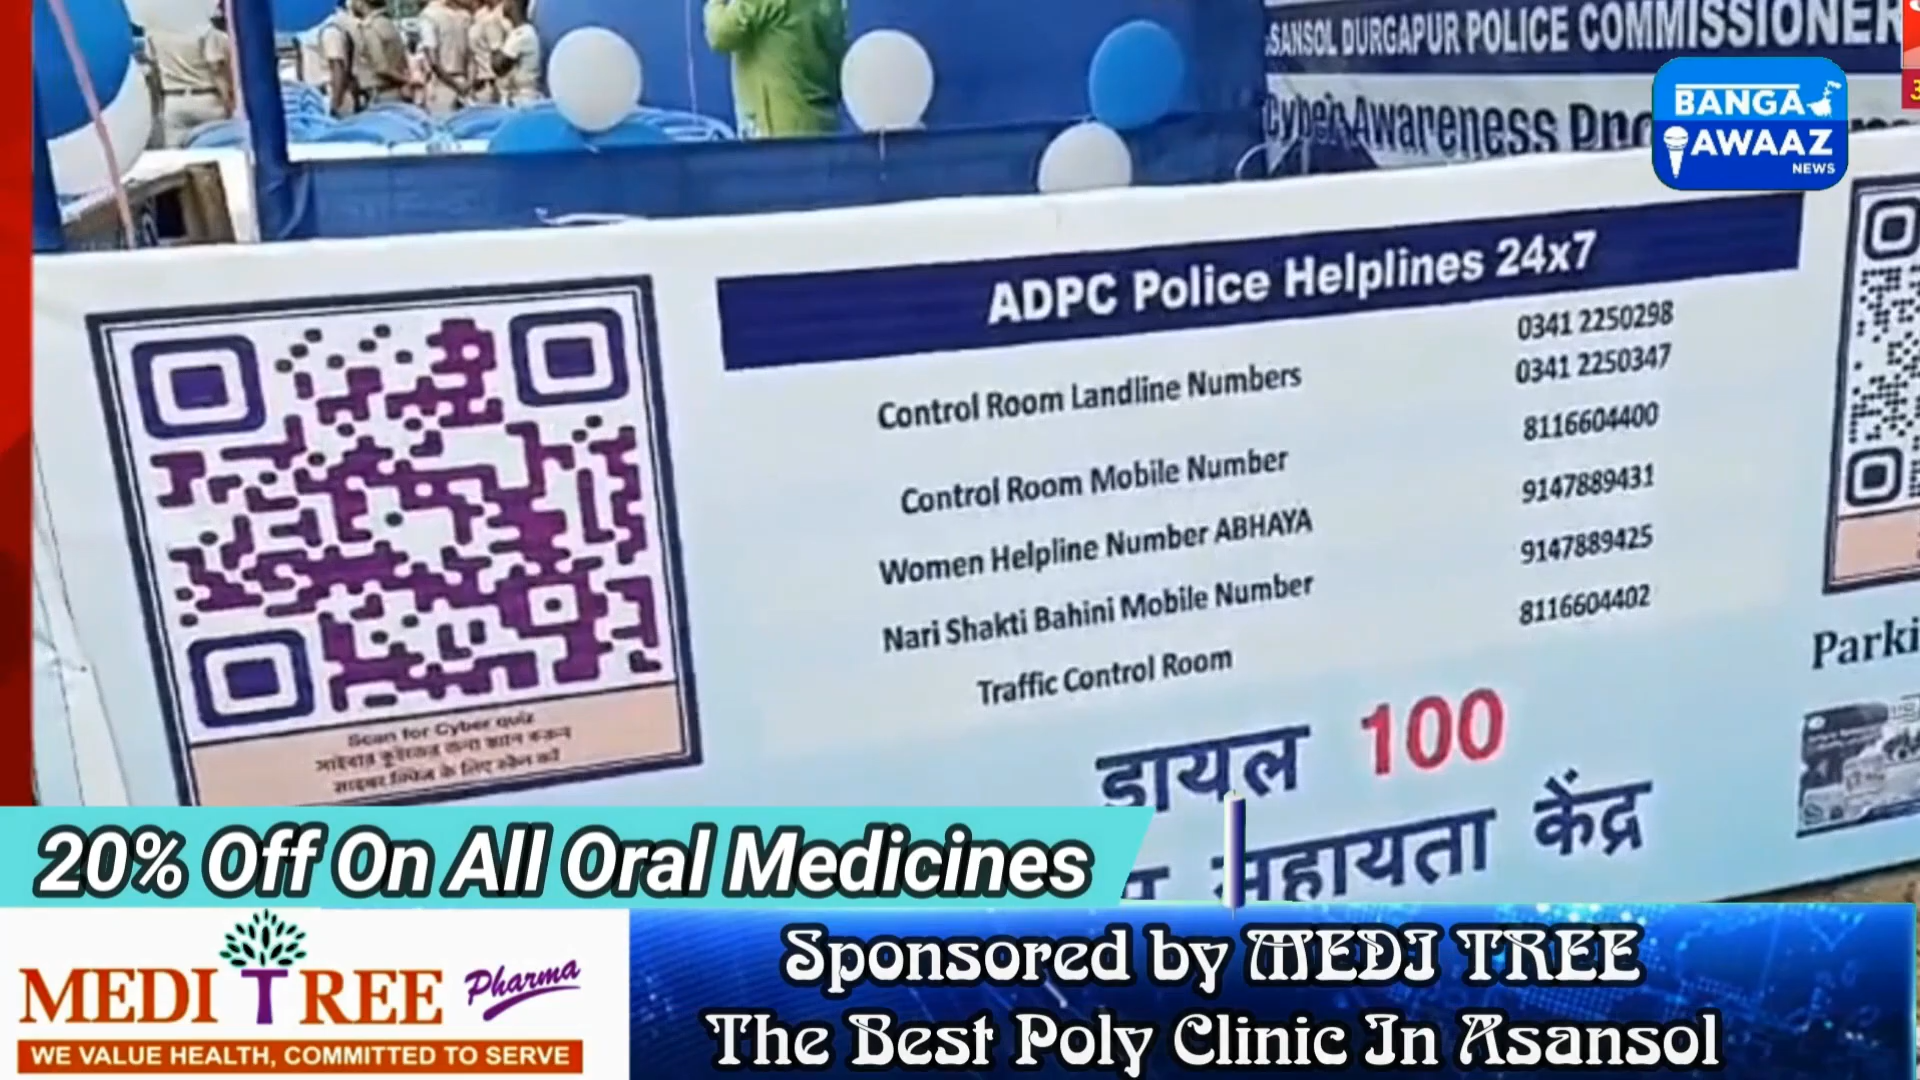 SANSOL DURGAPUR POLICE COMMISSIONER
Cyber Awareness
BANGA
AWAAZ
NEWS
ADPC Police Helplines 24x7
Control Room Landline Numbers
0341 2250298
0341 2250347
Control Room Mobile Number
8116604400
Women Helpline Number ABHAYA
9147889431
Nari Shakti Bahini Mobile Number
9147889425
Traffic Control Room
8116604402
डायल 100
सहायता केंद्र
Scan for Cyber quiz
साइबर क्विज के लिए स्कैन करें
Parki
20% Off On All Oral Medicines
MEDI TREE Pharma
WE VALUE HEALTH, COMMITTED TO SERVE
Sponsored by MEDI TREE
The Best Poly Clinic In Asansol